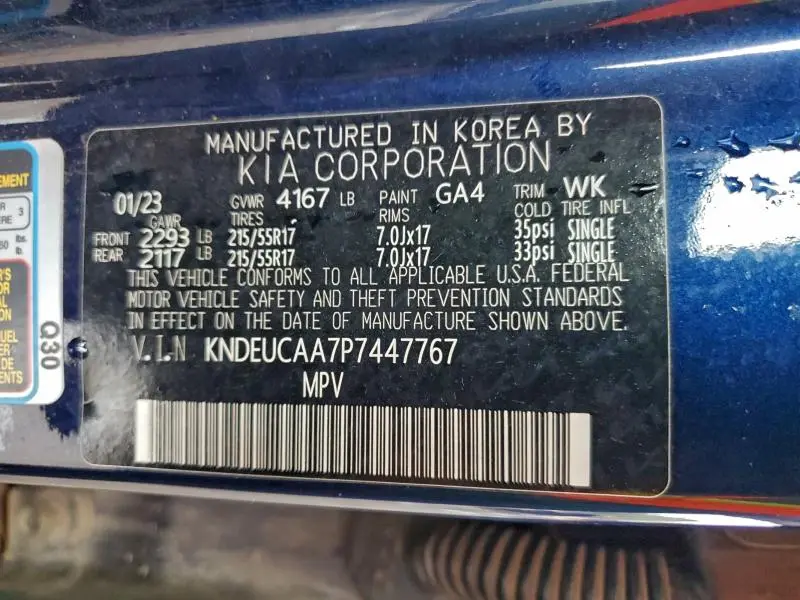 MANUFACTURED IN KOREA BY
KIA CORPORATION
01/23 GVWR 4167 LB PAINT GA4 TRIM WK
GAWR TIRES RIMS COLD TIRE INFL
FRONT 2293 LB 215/55R17 7.0Jx17 35psi SINGLE
REAR 2117 LB 215/55R17 7.0Jx17 33psi SINGLE
THIS VEHICLE CONFORMS TO ALL APPLICABLE U.S.A. FEDERAL
MOTOR VEHICLE SAFETY AND THEFT PREVENTION STANDARDS
IN EFFECT ON THE DATE OF MANUFACTURE SHOWN ABOVE.
V.I.N KNDEUCAA7P7447767
MPV
3
lbs.
lb.
Q30